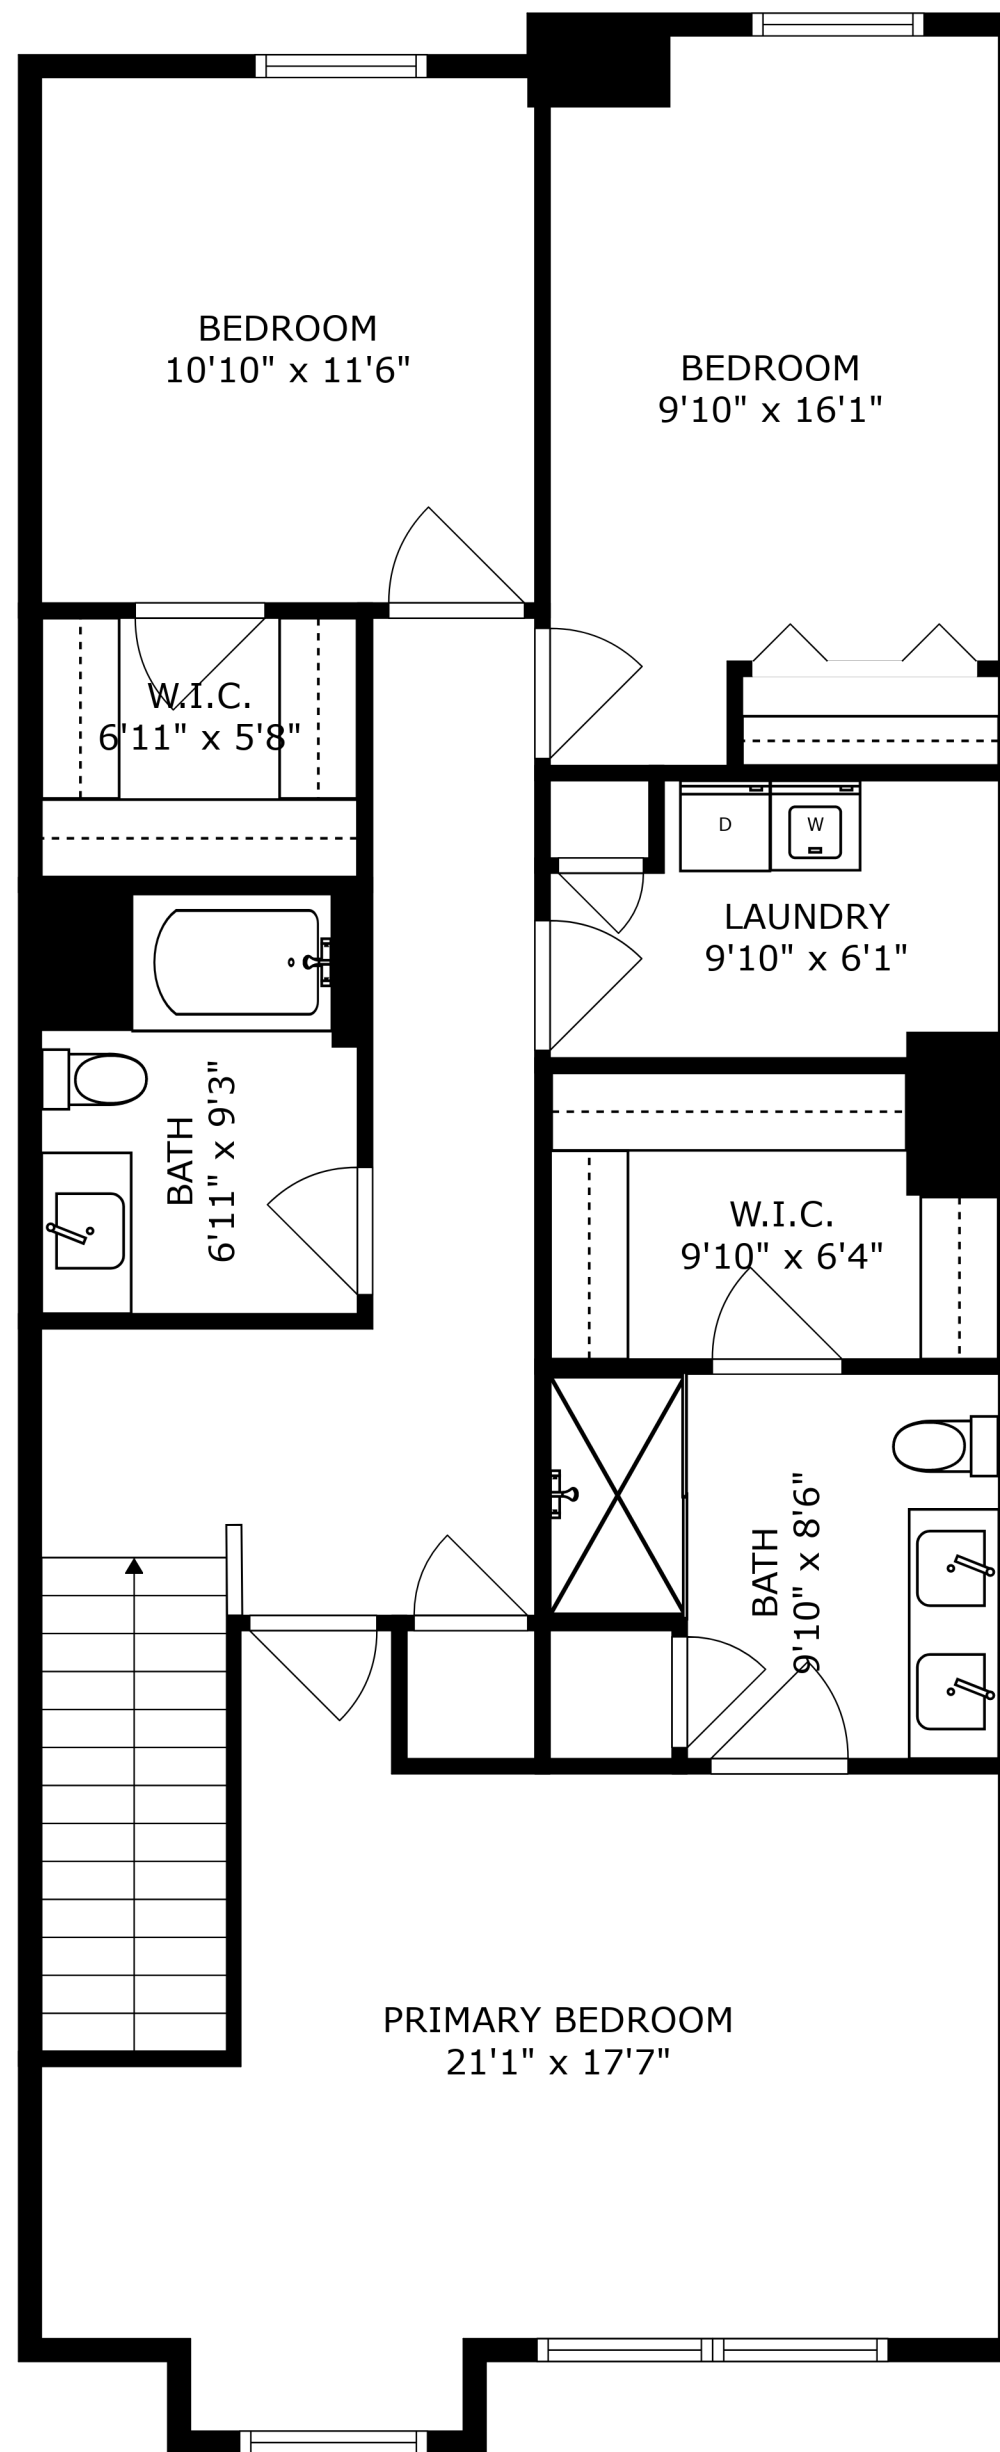 BEDROOM
10'10" x 11'6"
BEDROOM
9'10" x 16'1"
W.I.C.
6'11" x 5'8"
D
W
LAUNDRY
9'10" x 6'1"
BATH
6'11" x 9'3"
W.I.C.
9'10" x 6'4"
BATH
9'10" x 8'6"
PRIMARY BEDROOM
21'1" x 17'7"